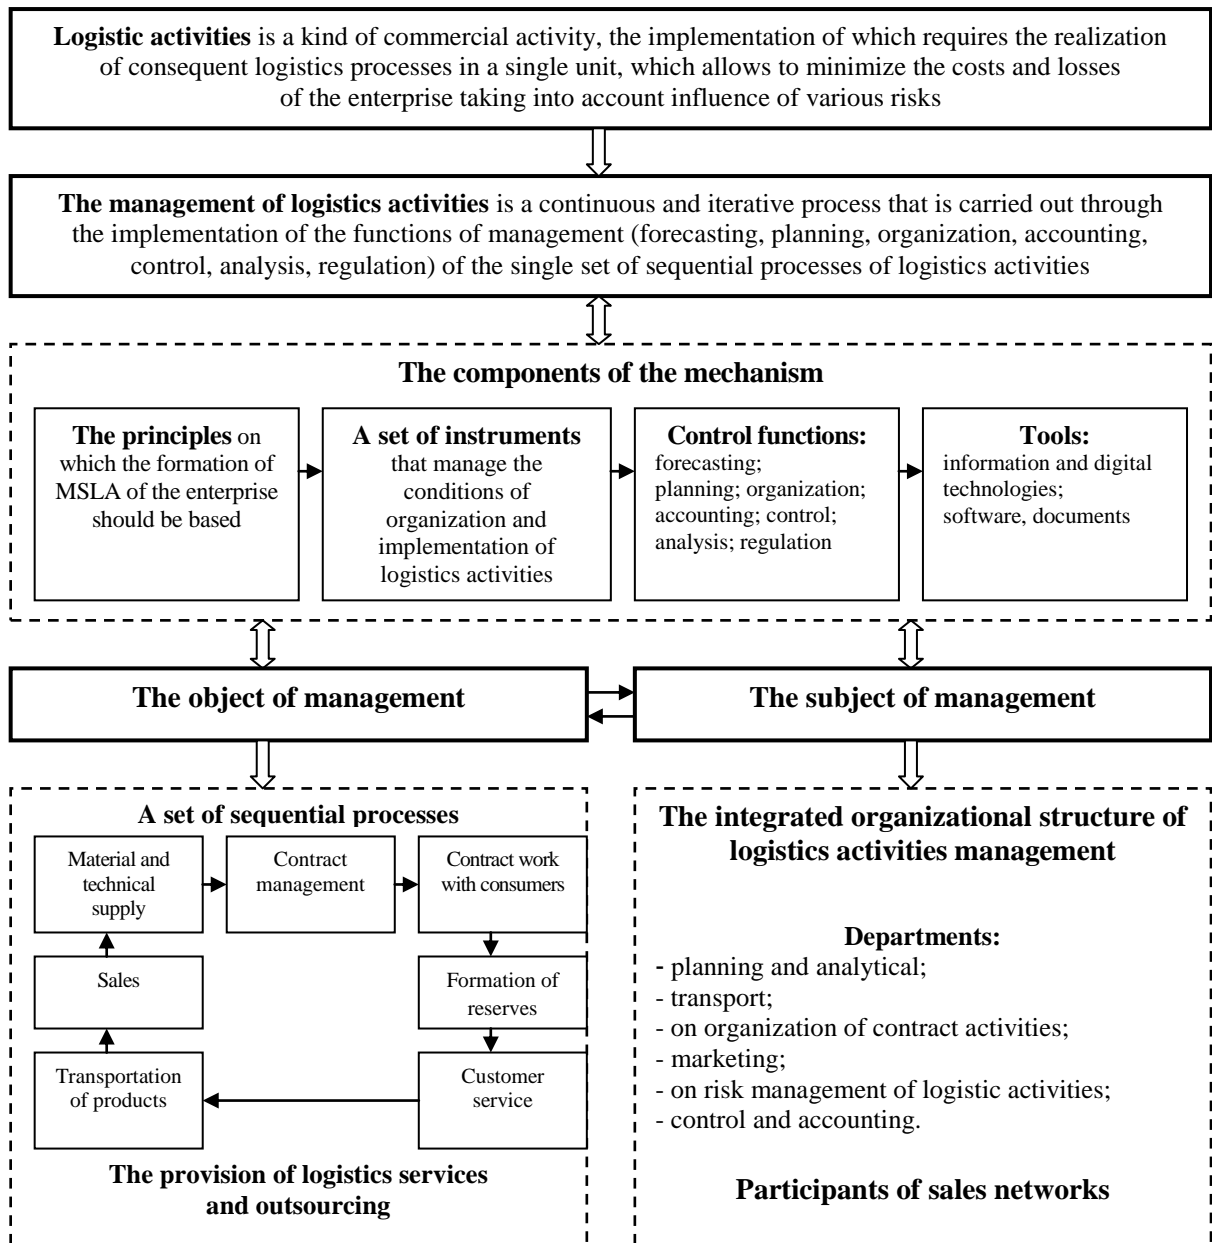 Logistic activities is a kind of commercial activity, the implementation of which requires the realization
of consequent logistics processes in a single unit, which allows to minimize the costs and losses
of the enterprise taking into account influence of various risks
The management of logistics activities is a continuous and iterative process that is carried out through
the implementation of the functions of management (forecasting, planning, organization, accounting,
control, analysis, regulation) of the single set of sequential processes of logistics activities
The components of the mechanism
The principles on
which the formation of
MSLA of the enterprise
should be based
A set of instruments
that manage the
conditions of
organization and
implementation of
logistics activities
Control functions:
forecasting;
planning; organization;
accounting; control;
analysis; regulation
Tools:
information and digital
technologies;
software, documents
The object of management
The subject of management
A set of sequential processes
Material and
technical
supply
Contract
management
Contract work
with consumers
Sales
Formation of
reserves
Transportation
of products
Customer
service
The provision of logistics services
and outsourcing
The integrated organizational structure of
logistics activities management
Departments:
- planning and analytical;
- transport;
- on organization of contract activities;
- marketing;
- on risk management of logistic activities;
- control and accounting.
Participants of sales networks